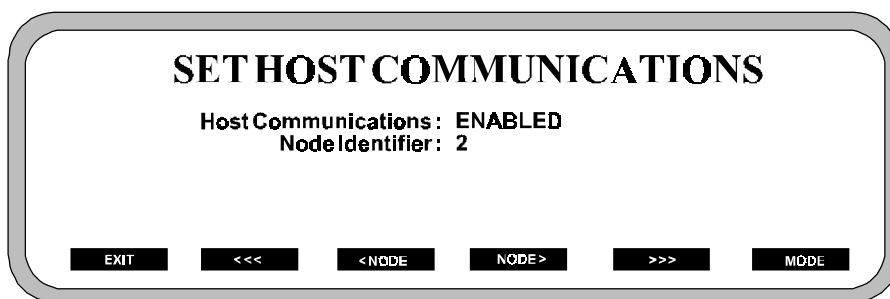 SET HOST COMMUNICATIONS
Host Communications: ENABLED
Node Identifier: 2
EXIT <<< <NODE NODE> >>> MODE